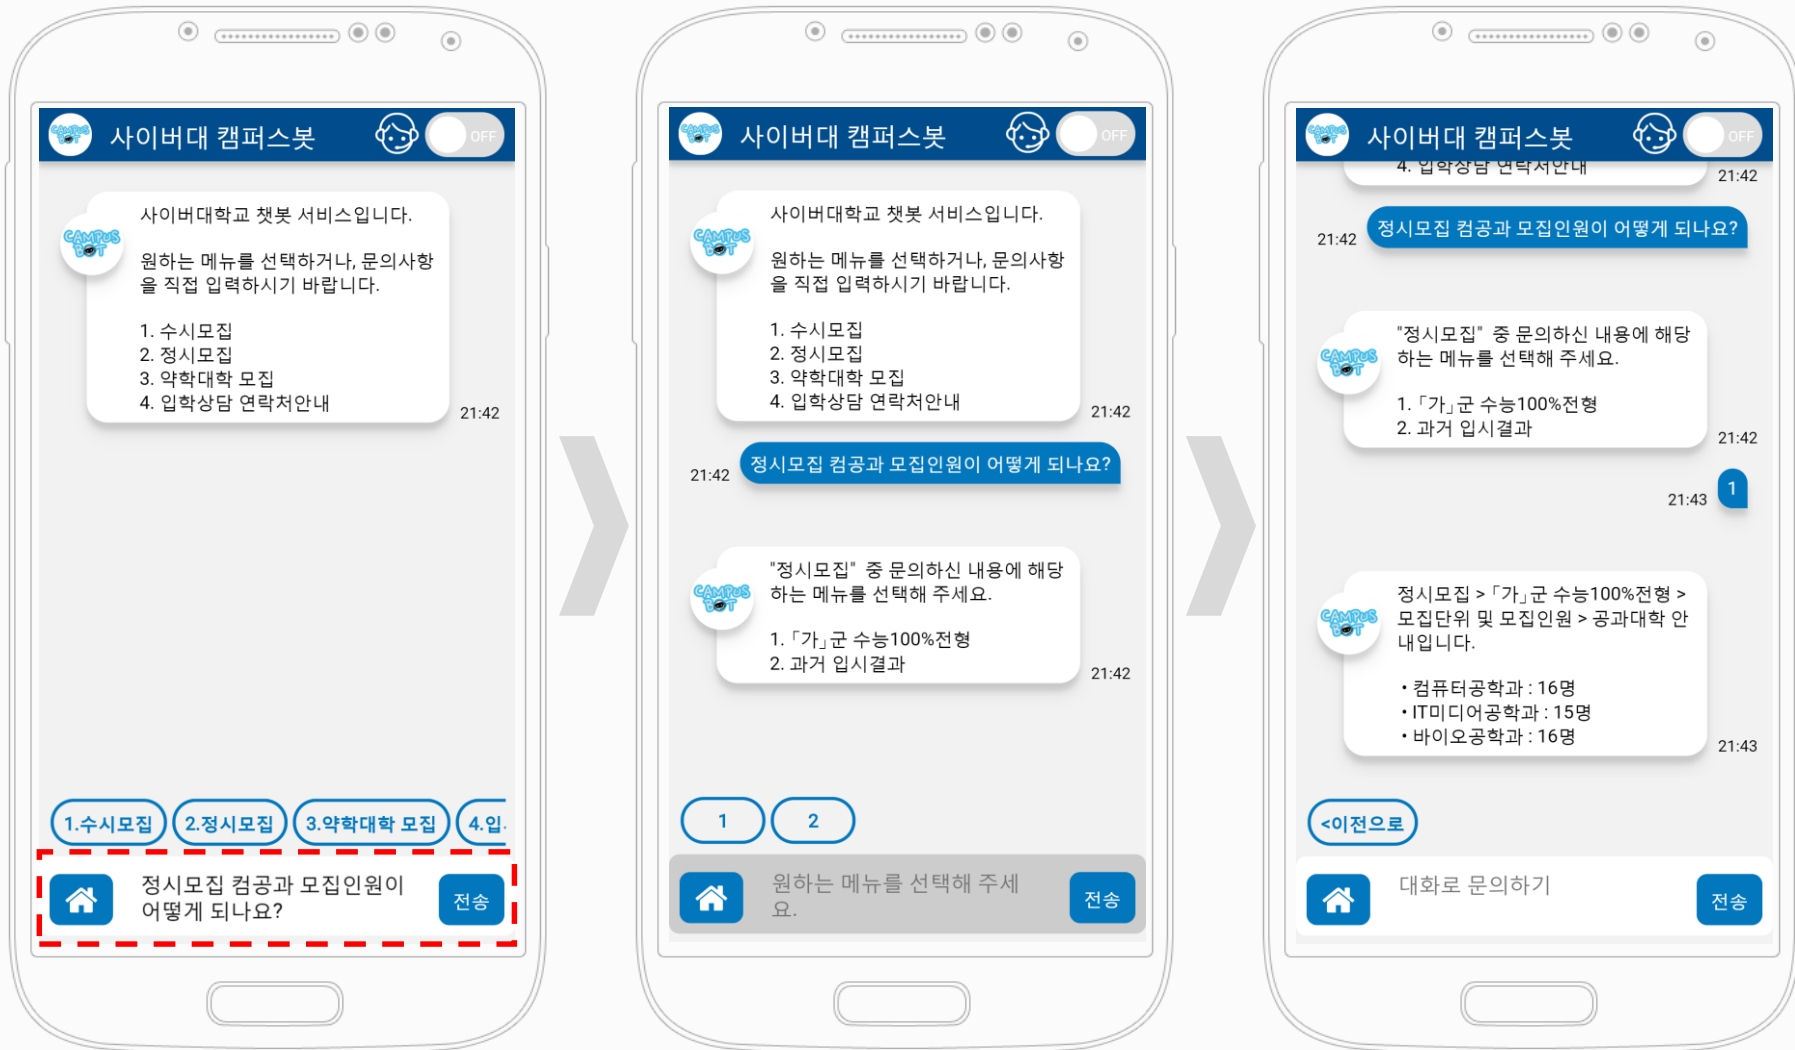 사이버대 캠퍼스봇
OFF
CAMPUS
BOT
사이버대학교 챗봇 서비스입니다.
원하는 메뉴를 선택하거나, 문의사항
을 직접 입력하시기 바랍니다.
1. 수시모집
2. 정시모집
3. 약학대학 모집
4. 입학상담 연락처안내
21:42
1.수시모집
2.정시모집
3.약학대학 모집
4.입
정시모집 컴공과 모집인원이
어떻게 되나요?
전송
사이버대 캠퍼스봇
OFF
CAMPUS
BOT
사이버대학교 챗봇 서비스입니다.
원하는 메뉴를 선택하거나, 문의사항
을 직접 입력하시기 바랍니다.
1. 수시모집
2. 정시모집
3. 약학대학 모집
4. 입학상담 연락처안내
21:42
21:42
정시모집 컴공과 모집인원이 어떻게 되나요?
CAMPUS
BOT
"정시모집" 중 문의하신 내용에 해당
하는 메뉴를 선택해 주세요.
1. 「가」군 수능100%전형
2. 과거 입시결과
21:42
1
2
원하는 메뉴를 선택해 주세
요.
전송
사이버대 캠퍼스봇
OFF
4. 입학상담 연락처안내
21:42
21:42
정시모집 컴공과 모집인원이 어떻게 되나요?
CAMPUS
BOT
"정시모집" 중 문의하신 내용에 해당
하는 메뉴를 선택해 주세요.
1. 「가」군 수능100%전형
2. 과거 입시결과
21:42
21:43
1
CAMPUS
BOT
정시모집 > 「가」군 수능100%전형 >
모집단위 및 모집인원 > 공과대학 안
내입니다.
• 컴퓨터공학과 : 16명
• IT미디어공학과 : 15명
• 바이오공학과 : 16명
21:43
<이전으로
대화로 문의하기
전송